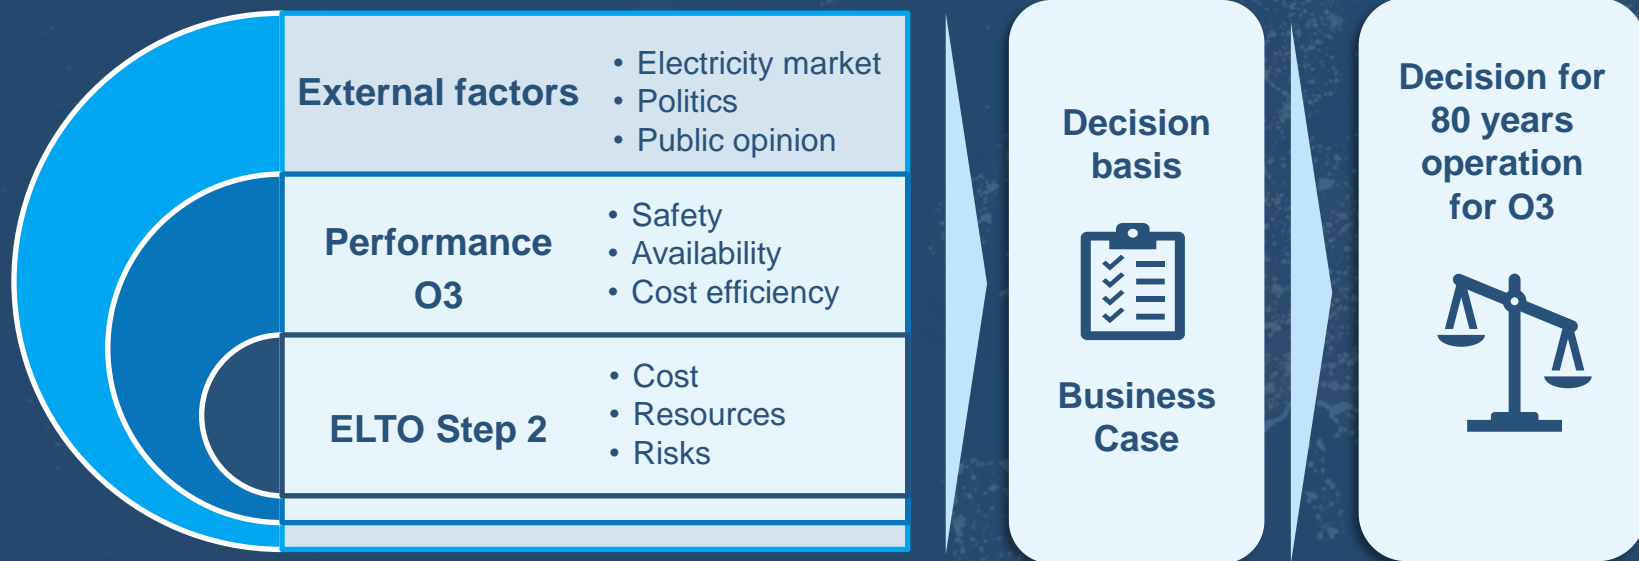 External factors
• Electricity market
• Politics
• Public opinion
Performance
O3
• Safety
• Availability
• Cost efficiency
ELTO Step 2
• Cost
• Resources
• Risks
Decision
basis
Business
Case
Decision for
80 years
operation
for O3